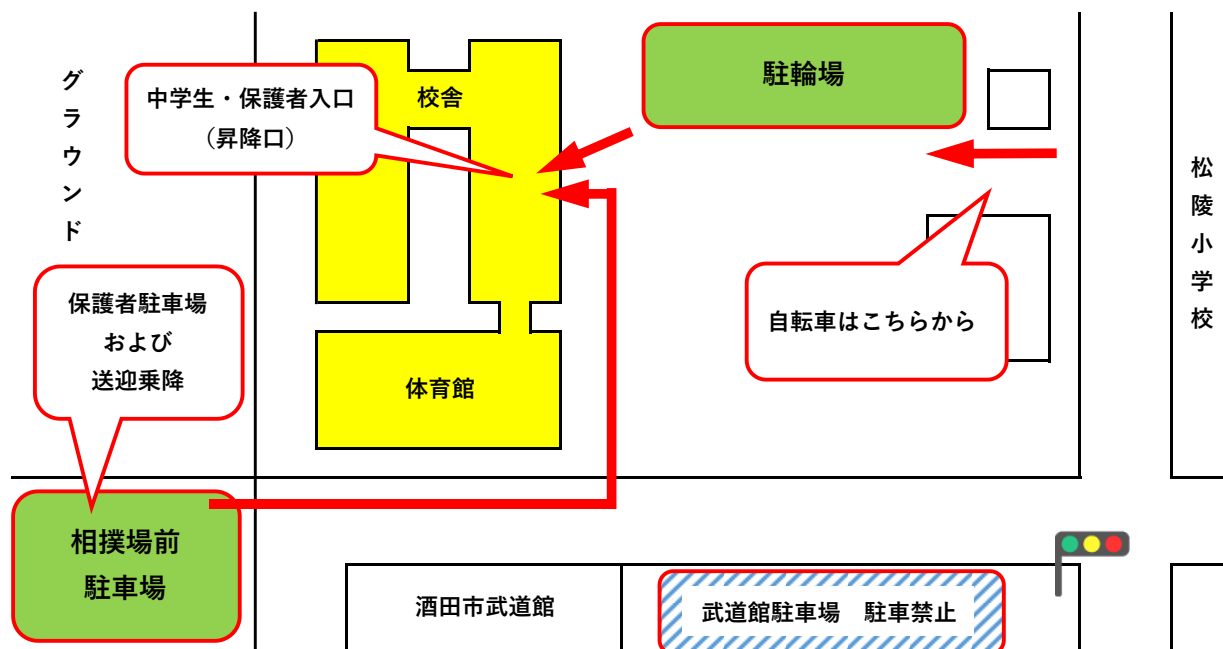 グラウンド
中学生・保護者入口
（昇降口）
校舎
駐輪場
松陵小学校
保護者駐車場
および
送迎乗降
自転車はこちらから
体育館
相撲場前
駐車場
酒田市武道館
武道館駐車場　駐車禁止